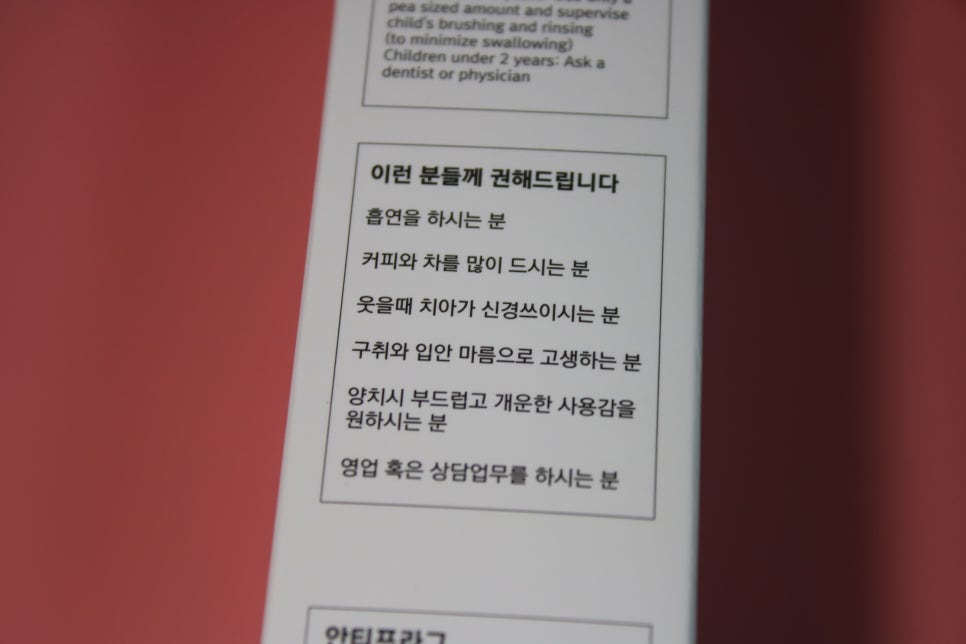 pea sized amount and supervise
child's brushing and rinsing
(to minimize swallowing)
Children under 2 years: Ask a
dentist or physician
이런 분들께 권해드립니다
흡연을 하시는 분
커피와 차를 많이 드시는 분
웃을때 치아가 신경쓰이시는 분
구취와 입안 마름으로 고생하는 분
양치시 부드럽고 개운한 사용감을
원하시는 분
영업 혹은 상담업무를 하시는 분
안티프라그